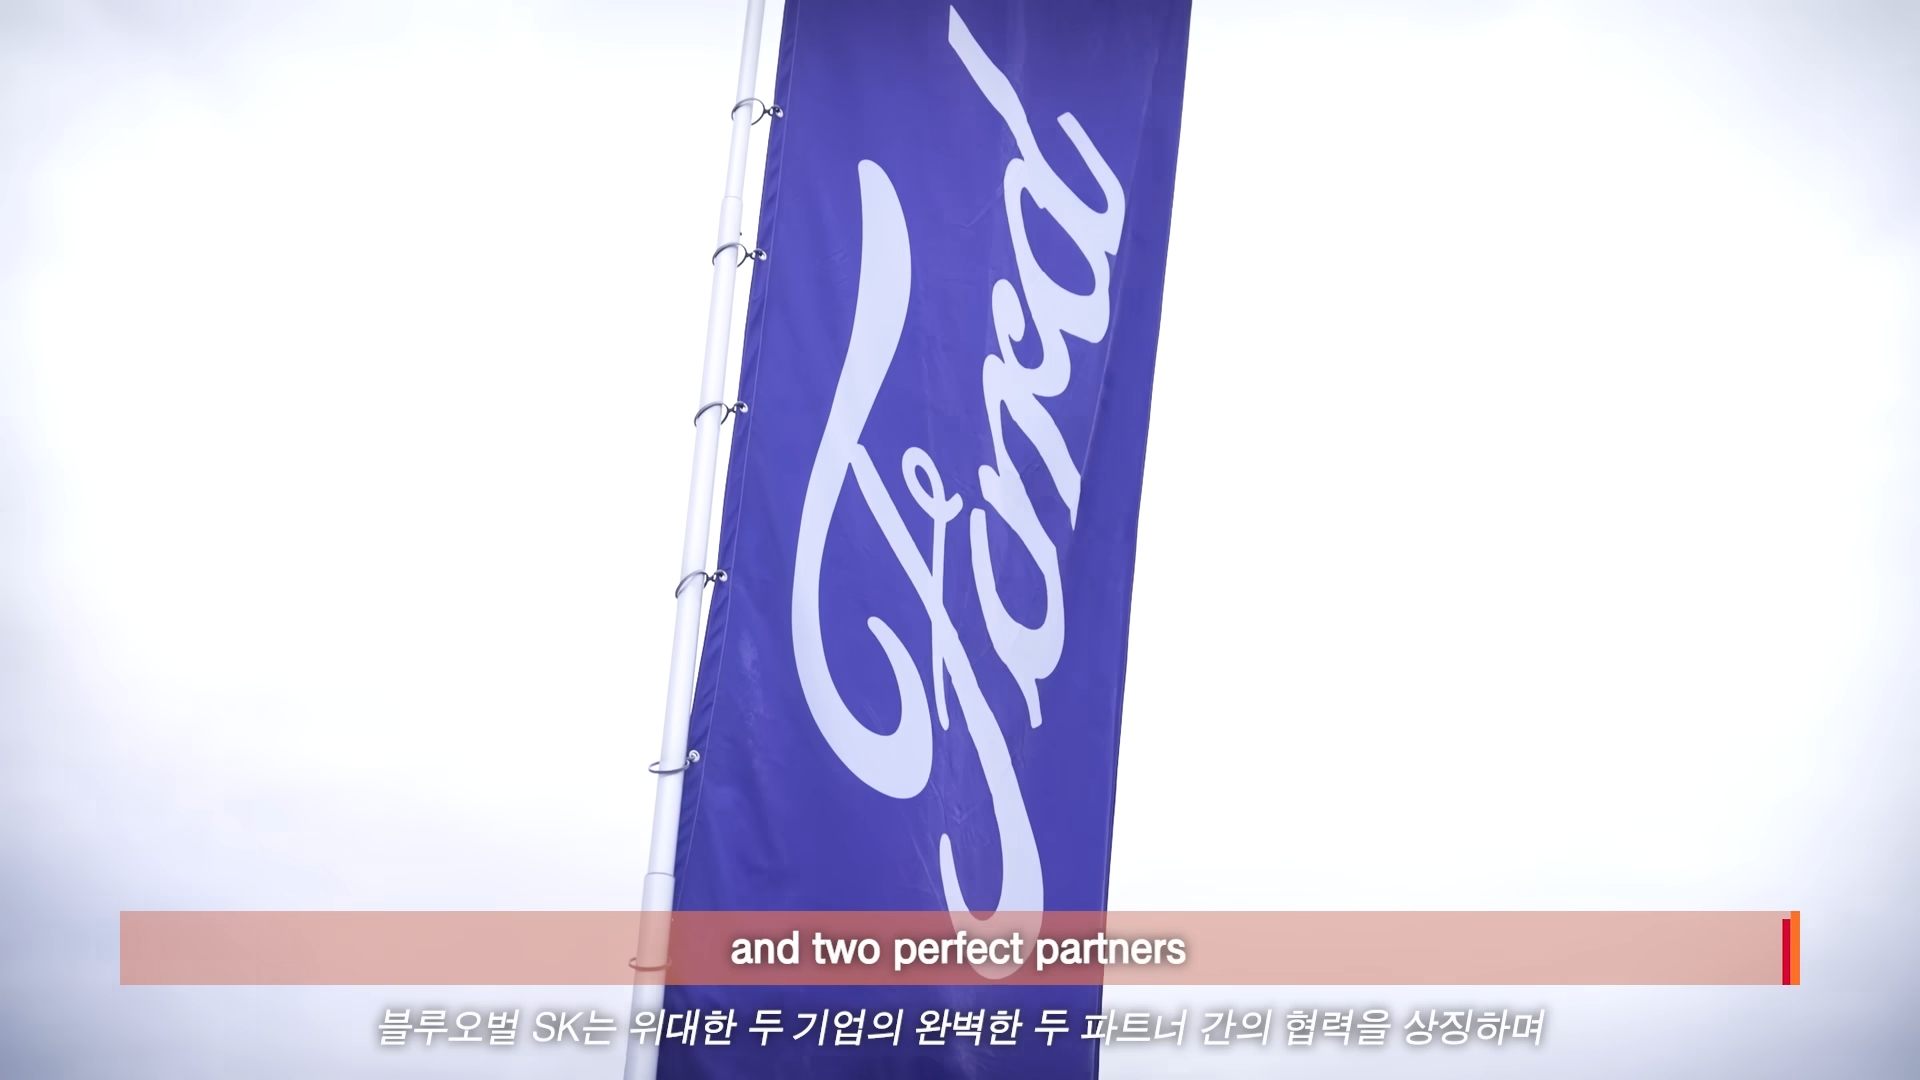 Ford
and two perfect partners
블루오벌 SK는 위대한 두 기업의 완벽한 두 파트너 간의 협력을 상징하며